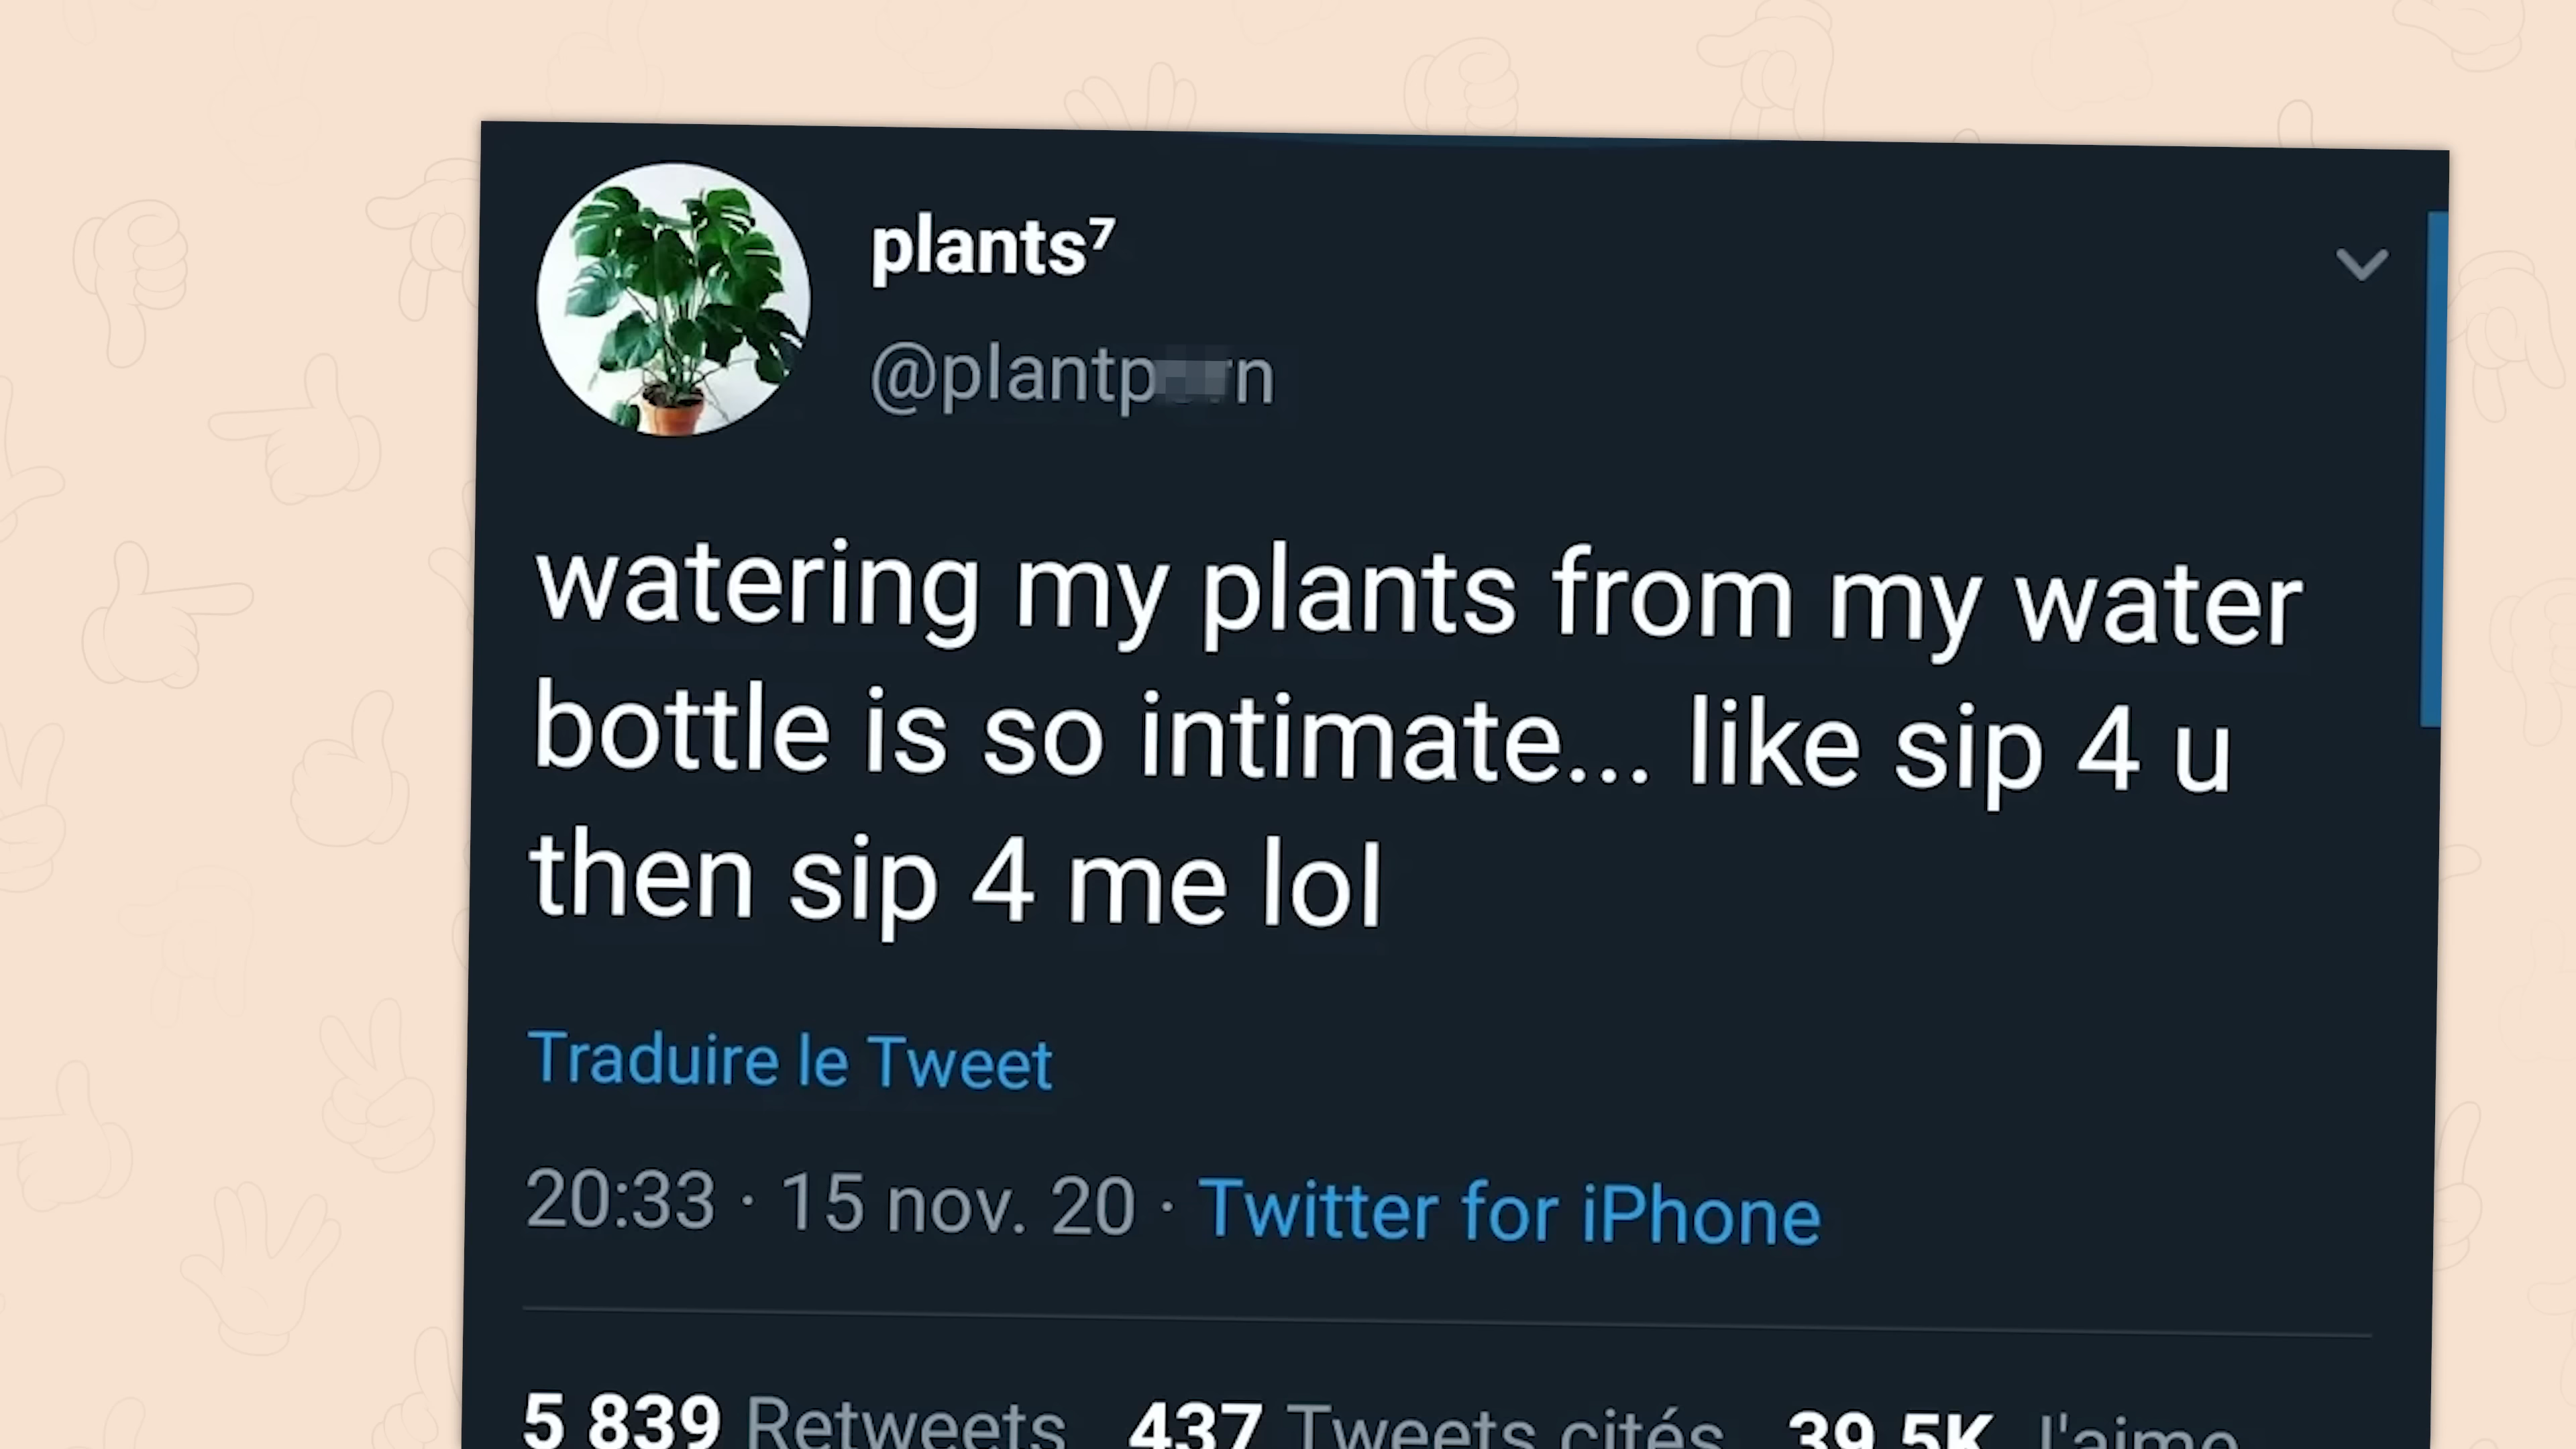 plants⁷
@plantp
watering my plants from my water
bottle is so intimate... like sip 4 u
then sip 4 me lol
Traduire le Tweet
20:33 · 15 nov. 20 · Twitter for iPhone
5 839 Retweets 437 Tweets cités 39,5K J'aime